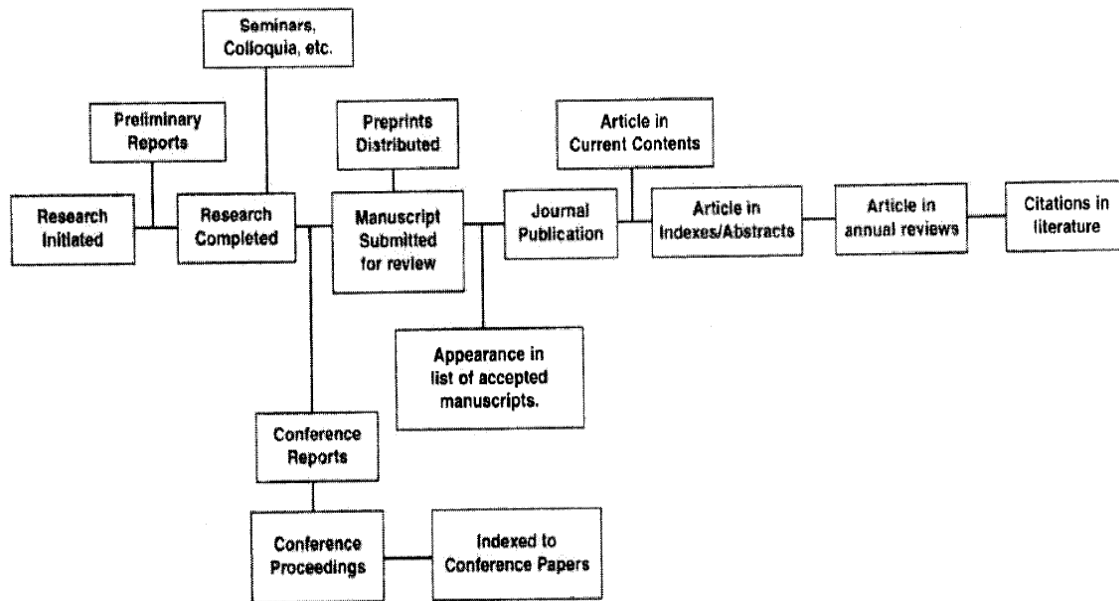 Seminars,
Colloquia, etc.
Preliminary
Reports
Preprints
Distributed
Article in
Current Contents
Research
Initiated
Research
Completed
Manuscript
Submitted
for review
Journal
Publication
Article in
Indexes/Abstracts
Article in
annual reviews
Citations in
literature
Appearance in
list of accepted
manuscripts.
Conference
Reports
Conference
Proceedings
Indexed to
Conference Papers